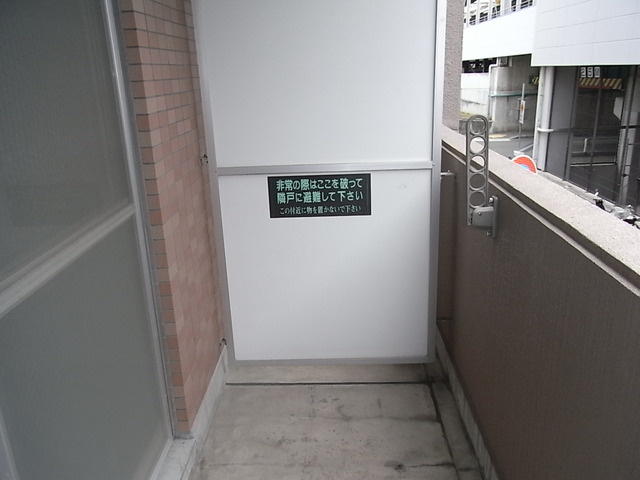 非常の際はここを破って
隣戸に避難して下さい
この付近に物を置かないで下さい